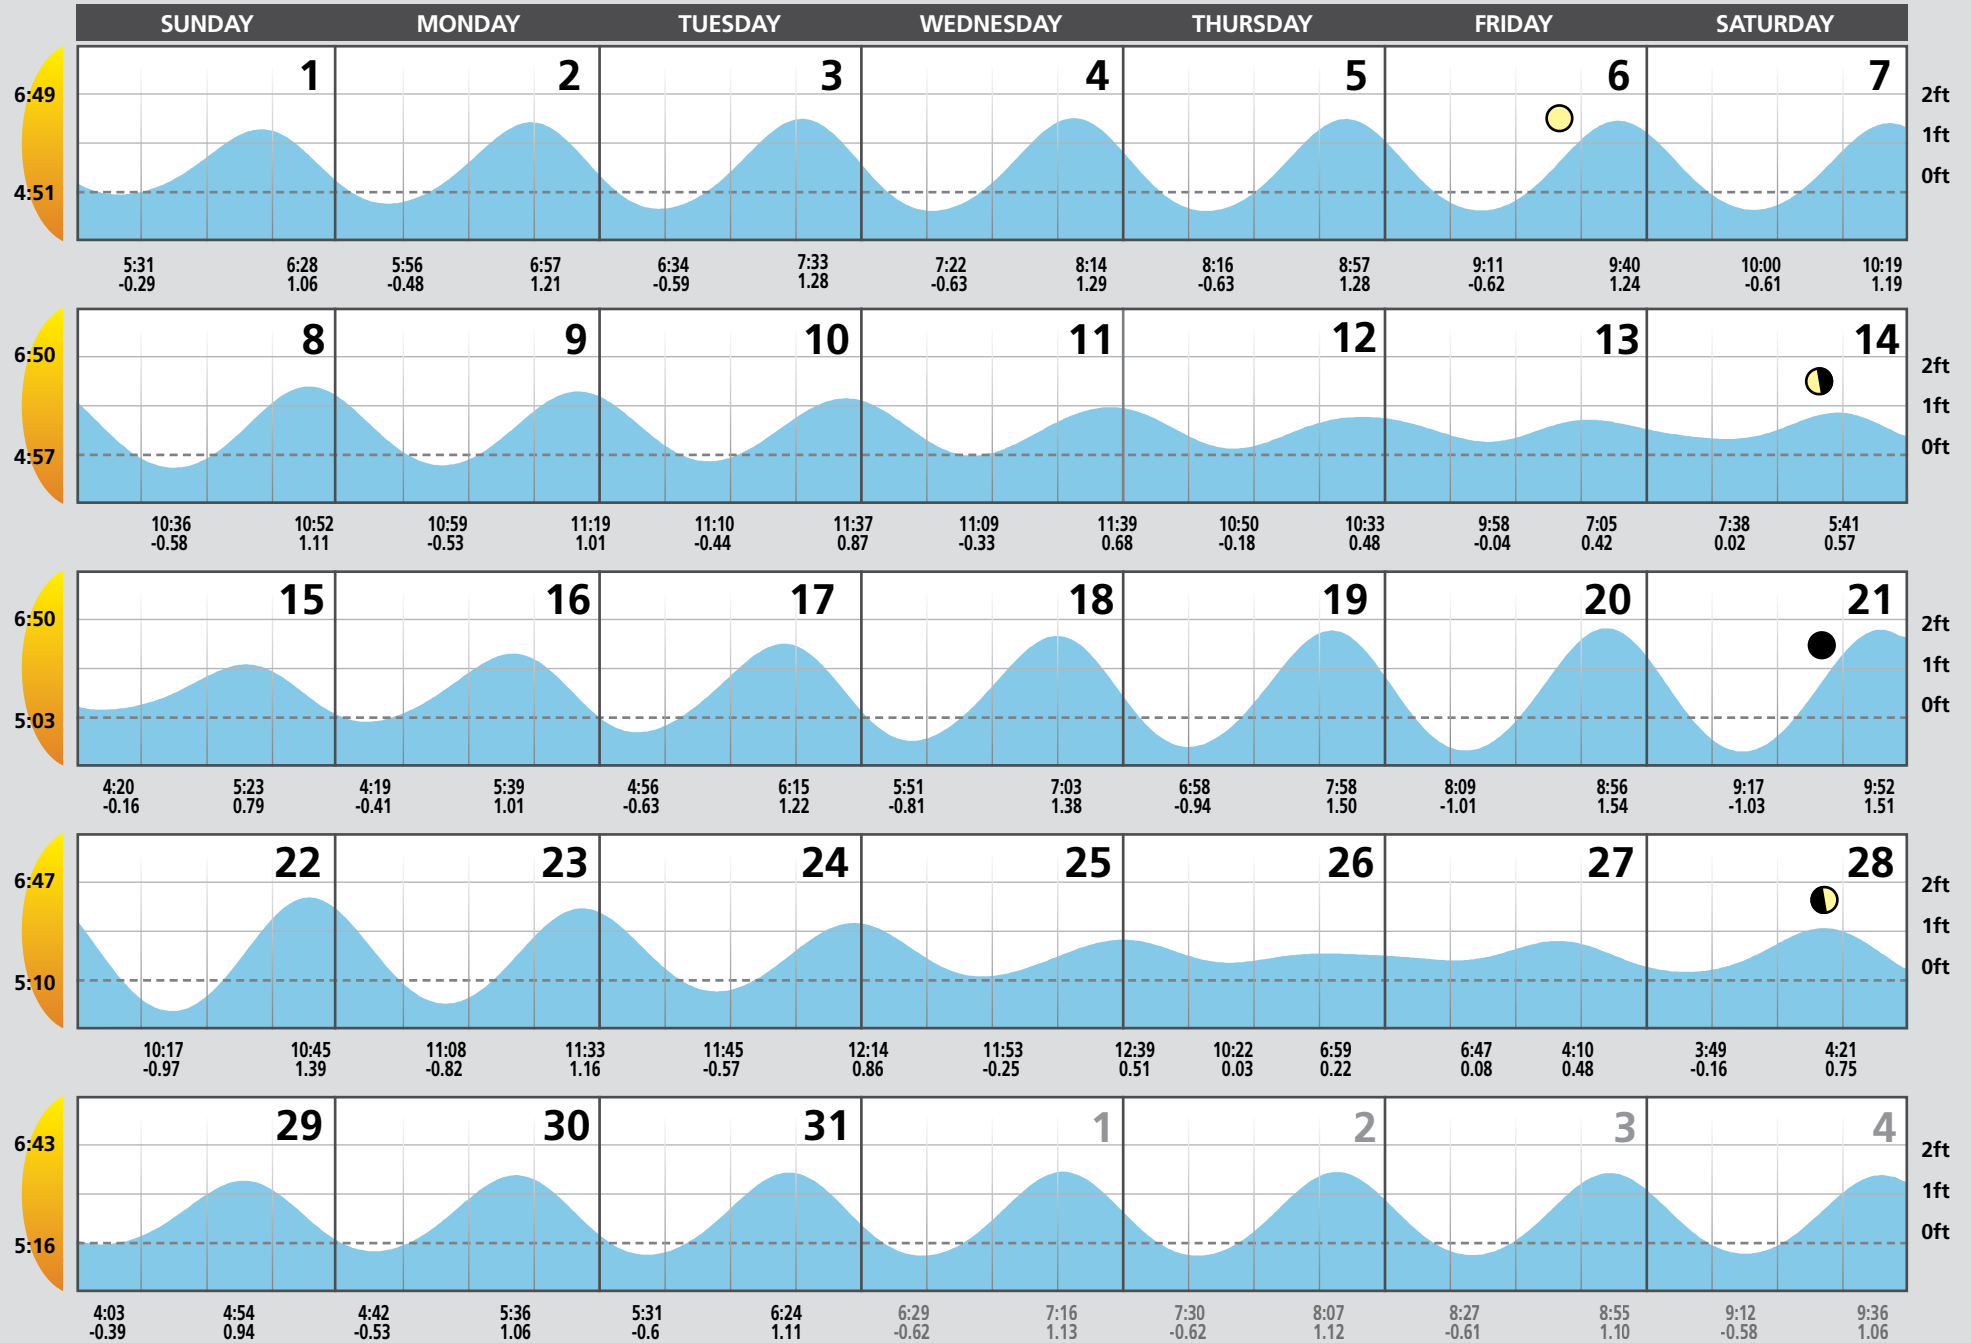 SUNDAY MONDAY TUESDAY WEDNESDAY THURSDAY FRIDAY SATURDAY
1 2 3 4 5 6 7
6:49 2ft
1ft
4:51 0ft
5:31 6:28 5:56 6:57 6:34 7:33 7:22 8:14 8:16 8:57 9:11 9:40 10:00 10:19
-0.29 1.06 -0.48 1.21 -0.59 1.28 -0.63 1.29 -0.63 1.28 -0.62 1.24 -0.61 1.19
8 9 10 11 12 13 14
6:50 2ft
1ft
4:57 0ft
10:36 10:52 10:59 11:19 11:10 11:37 11:09 11:39 10:50 10:33 9:58 7:05 7:38 5:41
-0.58 1.11 -0.53 1.01 -0.44 0.87 -0.33 0.68 -0.18 0.48 -0.04 0.42 0.02 0.57
15 16 17 18 19 20 21
6:50 2ft
1ft
5:03 0ft
4:20 5:23 4:19 5:39 4:56 6:15 5:51 7:03 6:58 7:58 8:09 8:56 9:17 9:52
-0.16 0.79 -0.41 1.01 -0.63 1.22 -0.81 1.38 -0.94 1.50 -1.01 1.54 -1.03 1.51
22 23 24 25 26 27 28
6:47 2ft
1ft
5:10 0ft
10:17 10:45 11:08 11:33 11:45 12:14 11:53 12:39 10:22 6:59 6:47 4:10 3:49 4:21
-0.97 1.39 -0.82 1.16 -0.57 0.86 -0.25 0.51 0.03 0.22 0.08 0.48 -0.16 0.75
29 30 31 1 2 3 4
6:43 2ft
1ft
5:16 0ft
4:03 4:54 4:42 5:36 5:31 6:24 6:29 7:16 7:30 8:07 8:27 8:55 9:12 9:36
-0.39 0.94 -0.53 1.06 -0.6 1.11 -0.62 1.13 -0.62 1.12 -0.61 1.10 -0.58 1.06